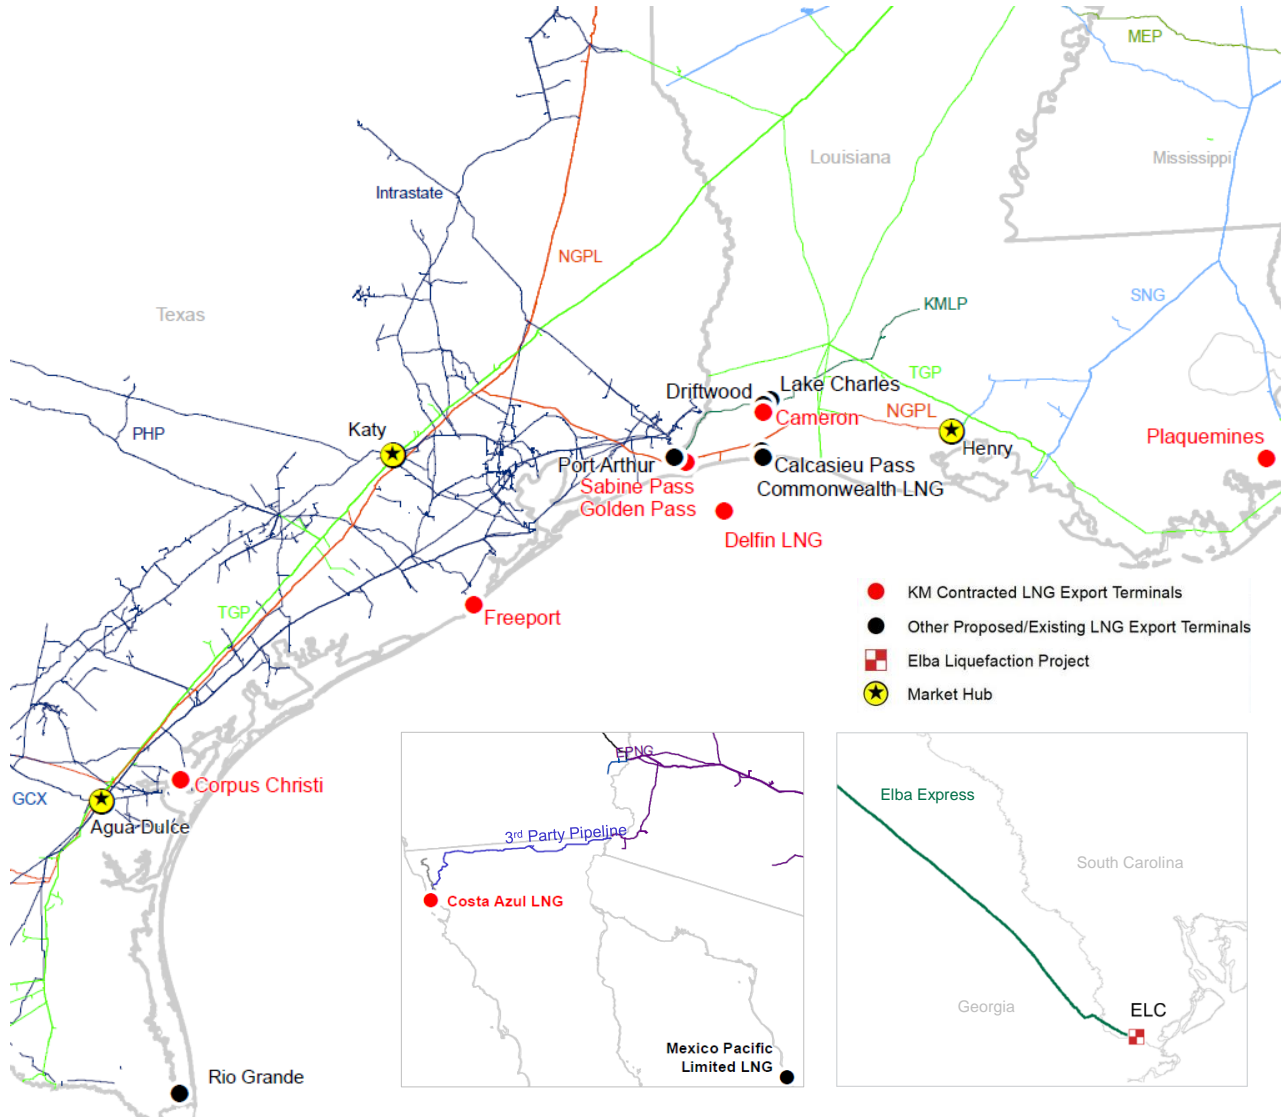 MEP
Louisiana
Mississippi
Intrastate
NGPL
SNG
KMLP
Texas
TGP
Lake Charles
Driftwood
NGPL
Cameron
PHP
Katy
Henry
Plaquemines
Port Arthur
Calcasieu Pass
Sabine Pass
Commonwealth LNG
Golden Pass
Delfin LNG
TGP
Freeport
KM Contracted LNG Export Terminals
Other Proposed/Existing LNG Export Terminals
Elba Liquefaction Project
Market Hub
Corpus Christi
GCX
Agua Dulce
EPNG
3rd Party Pipeline
Costa Azul LNG
Mexico Pacific
Limited LNG
Elba Express
South Carolina
Georgia
ELC
Rio Grande